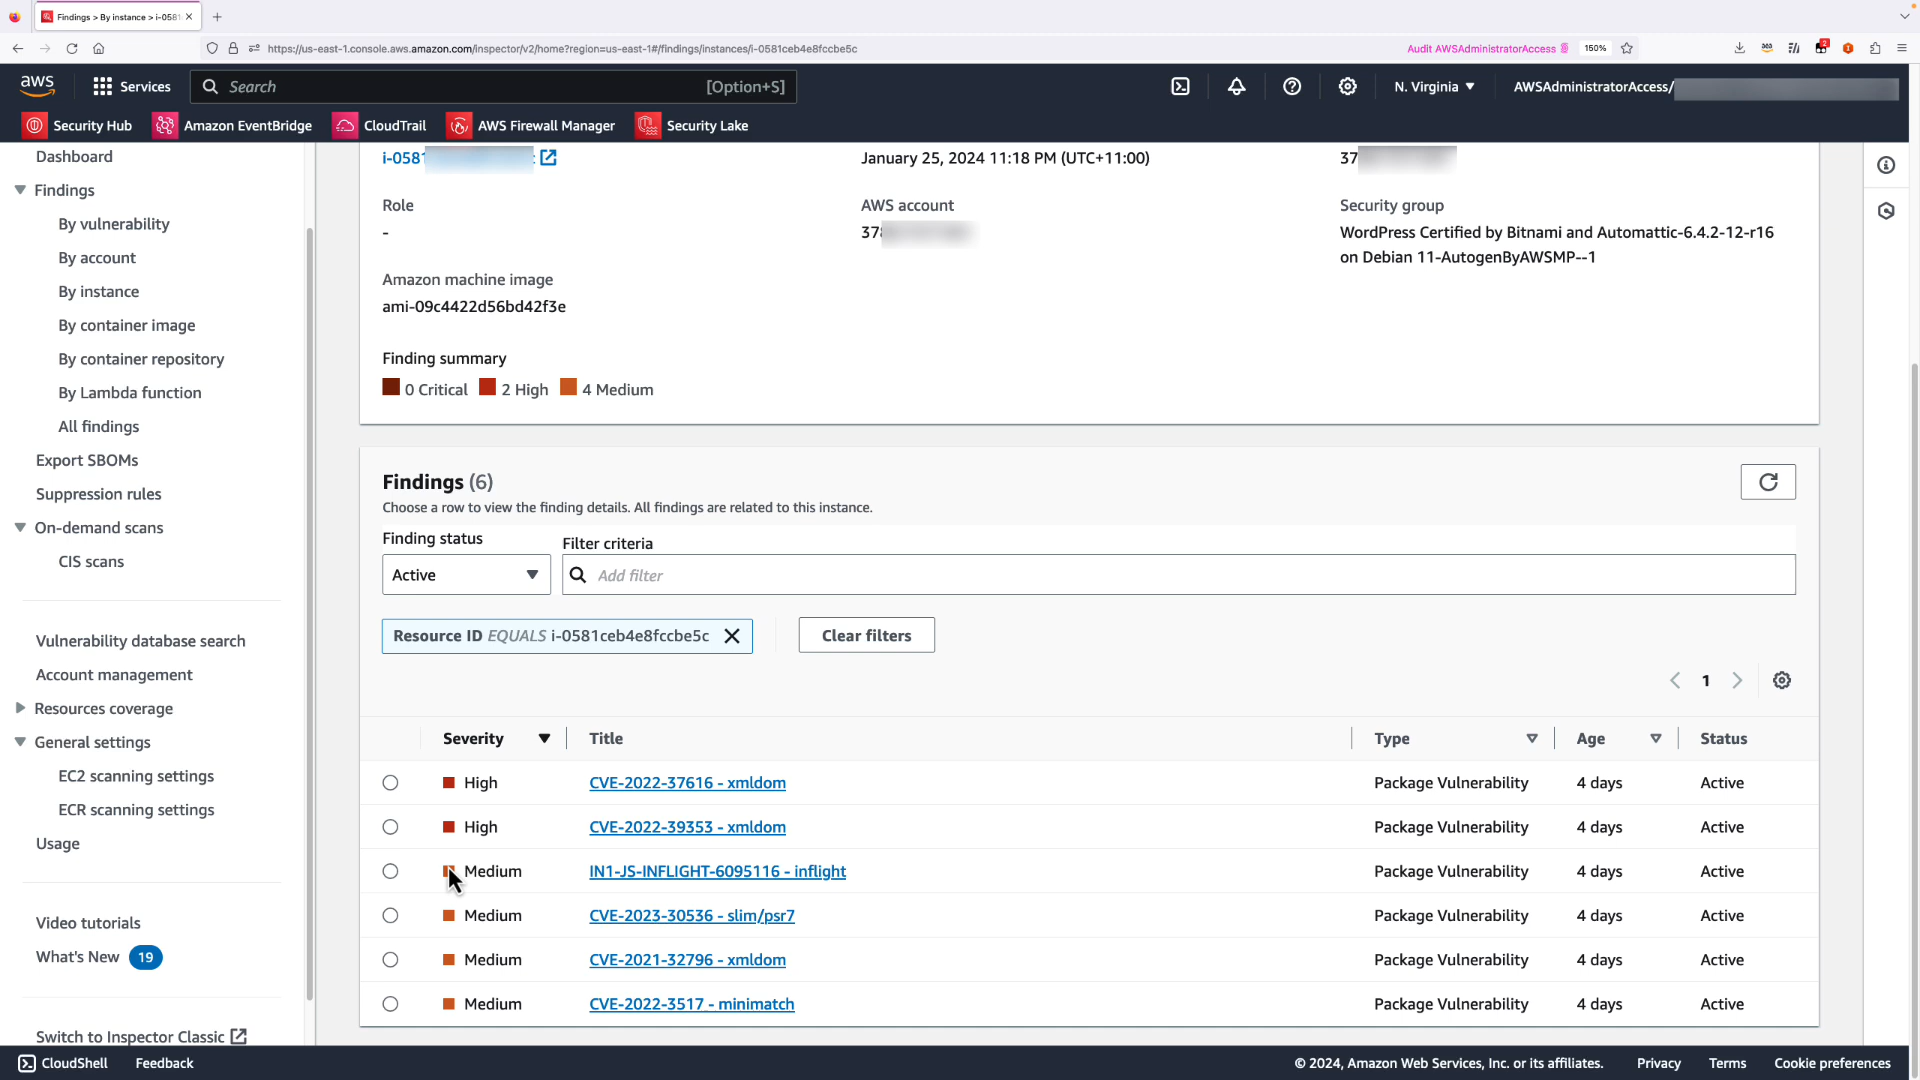 Findings > By instance > i-0581
https://us-east-1.console.aws.amazon.com/inspector/v2/home?region=us-east-1#/findings/instances/i-0581ceb4e8fccbe5c
Audit AWSAdministratorAccess
150%
2
aws
Services
Search
[Option+S]
N. Virginia
AWSAdministratorAccess/
Security Hub
Amazon EventBridge
CloudTrail
AWS Firewall Manager
Security Lake
Dashboard
Findings
By vulnerability
By account
By instance
By container image
By container repository
By Lambda function
All findings
Export SBOMs
Suppression rules
On-demand scans
CIS scans
Vulnerability database search
Account management
Resources coverage
General settings
EC2 scanning settings
ECR scanning settings
Usage
Video tutorials
What's New 19
Switch to Inspector Classic
i-0581
January 25, 2024 11:18 PM (UTC+11:00)
37
Role
-
AWS account
37
Security group
WordPress Certified by Bitnami and Automattic-6.4.2-12-r16
on Debian 11-AutogenByAWSMP--1
Amazon machine image
ami-09c4422d56bd42f3e
Finding summary
0 Critical 2 High 4 Medium
Findings (6)
Choose a row to view the finding details. All findings are related to this instance.
Finding status
Filter criteria
Active
Add filter
Resource ID EQUALS i-0581ceb4e8fccbe5c
Clear filters
1
Severity Title Type Age Status
High CVE-2022-37616 - xmldom Package Vulnerability 4 days Active
High CVE-2022-39353 - xmldom Package Vulnerability 4 days Active
Medium IN1-JS-INFLIGHT-6095116 - inflight Package Vulnerability 4 days Active
Medium CVE-2023-30536 - slim/psr7 Package Vulnerability 4 days Active
Medium CVE-2021-32796 - xmldom Package Vulnerability 4 days Active
Medium CVE-2022-3517 - minimatch Package Vulnerability 4 days Active
CloudShell
Feedback
© 2024, Amazon Web Services, Inc. or its affiliates.
Privacy
Terms
Cookie preferences